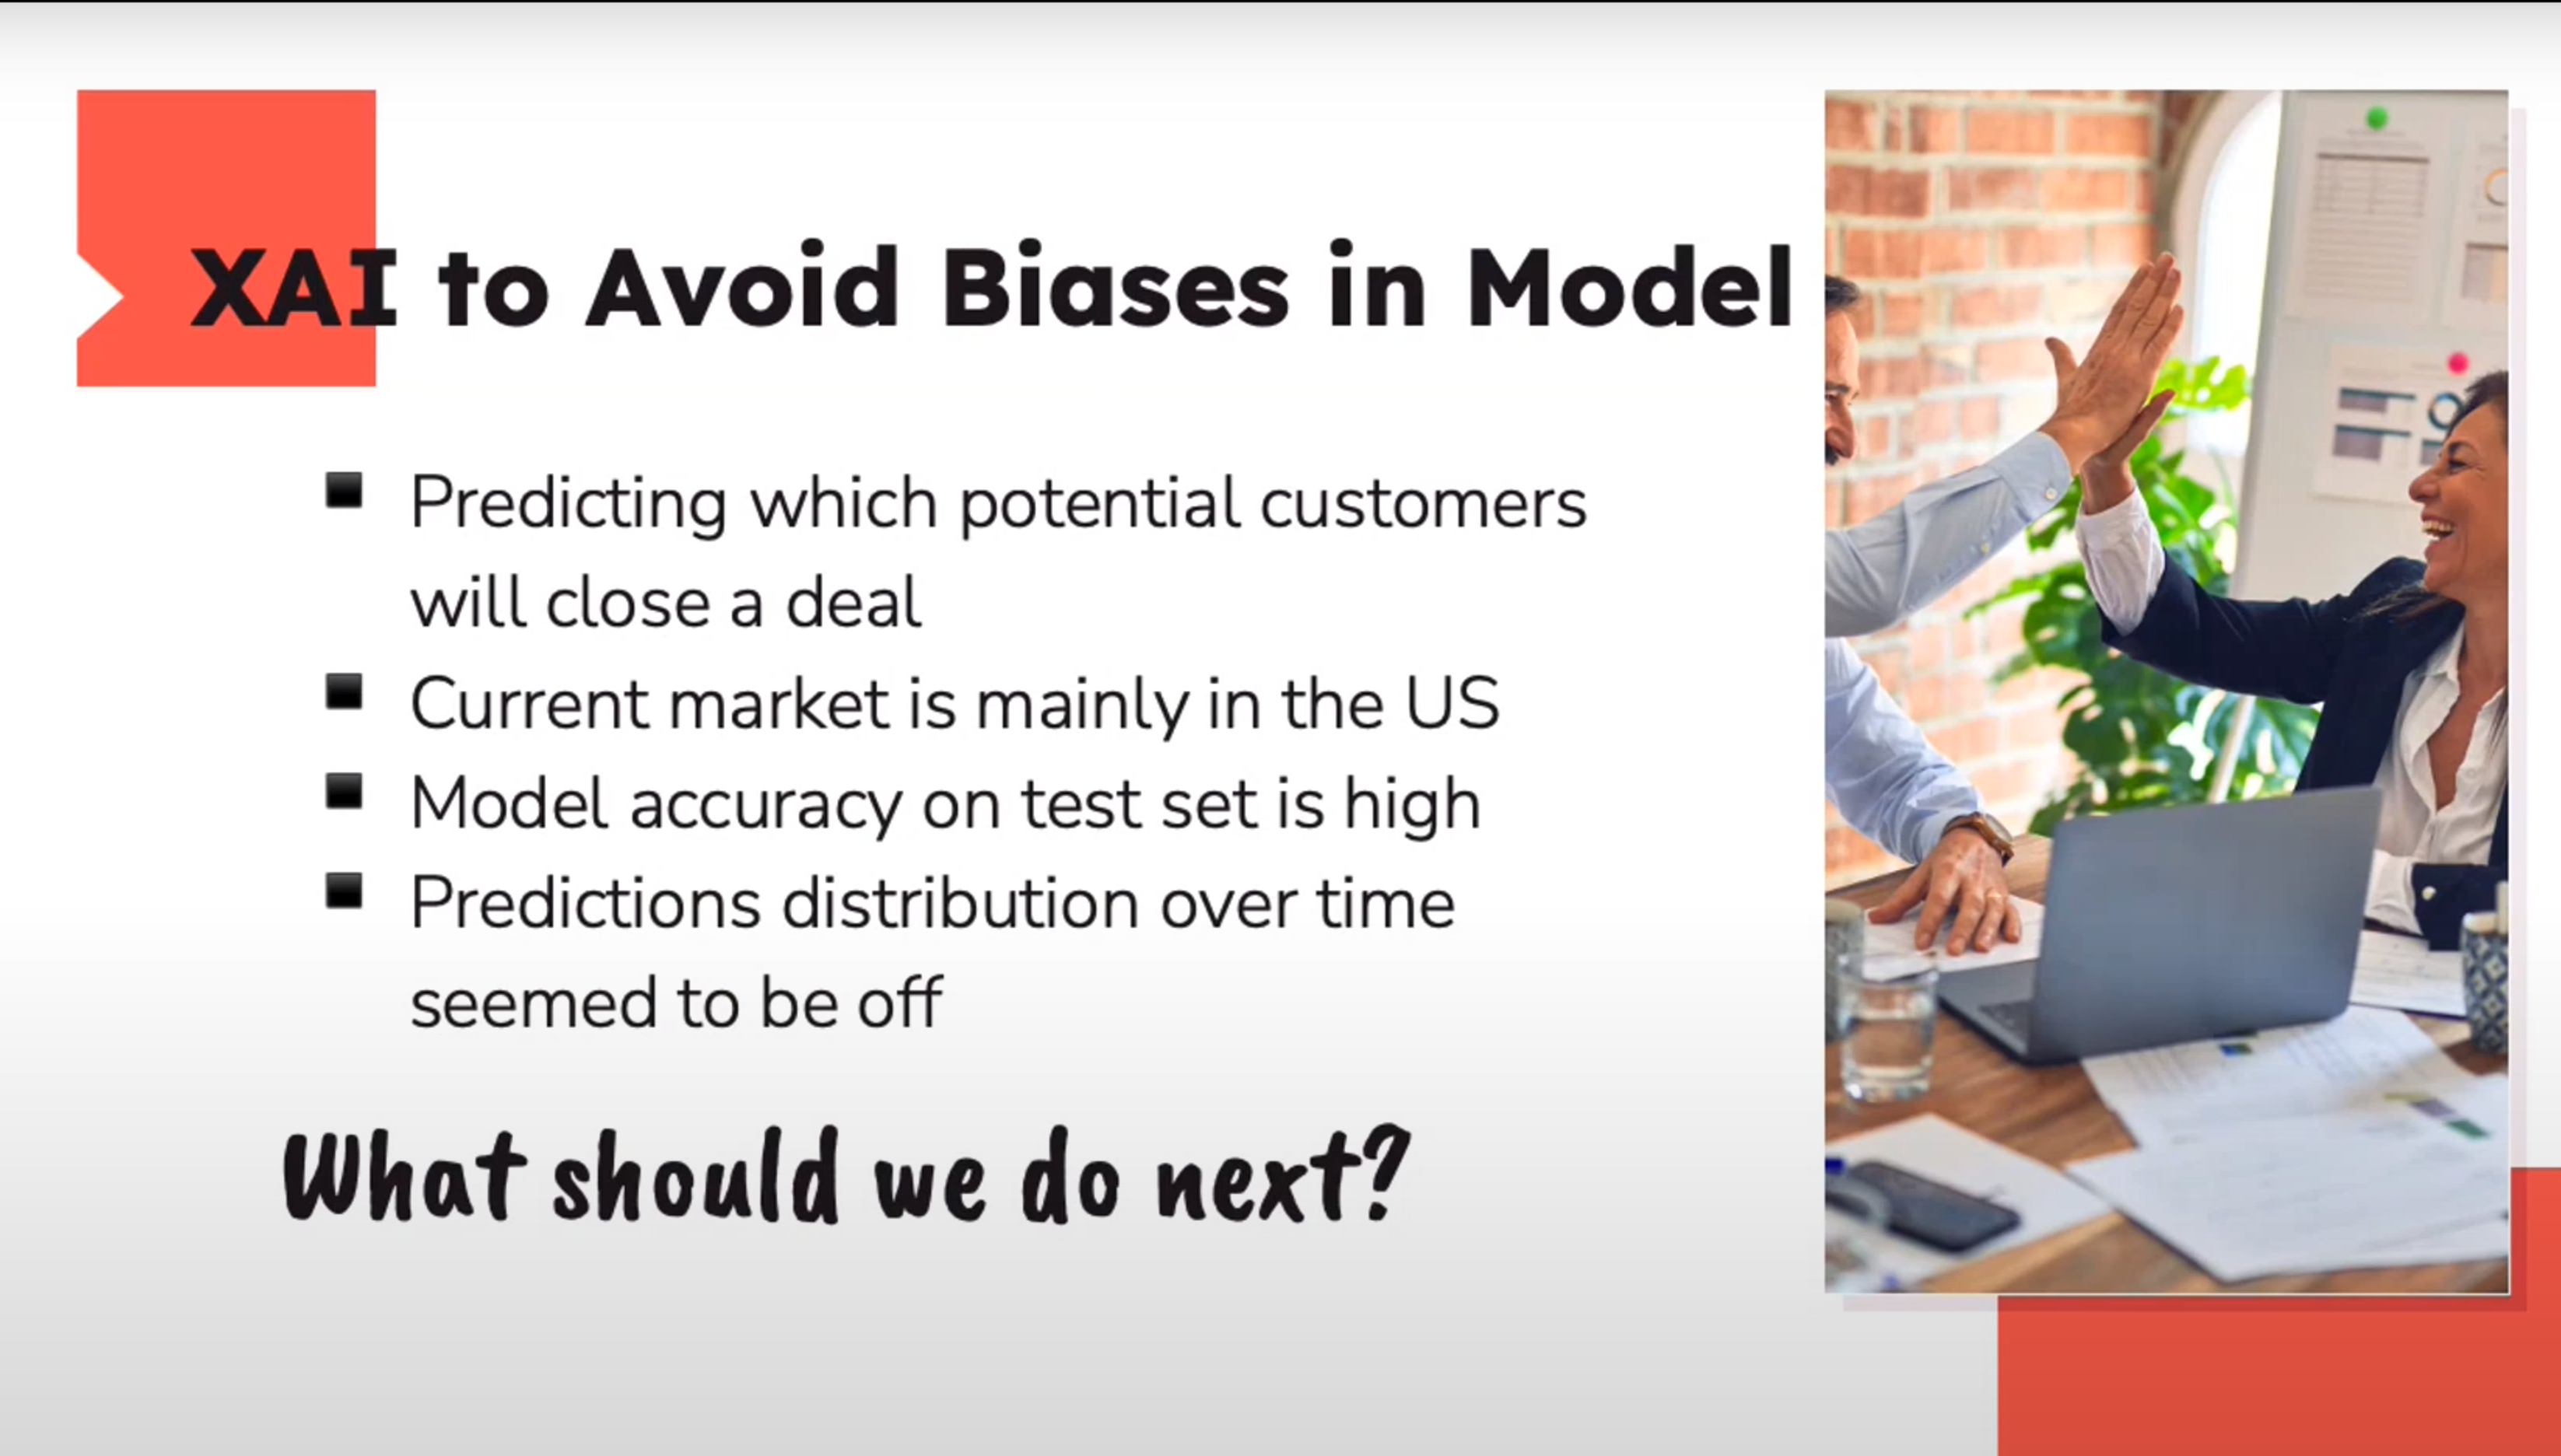 XAI to Avoid Biases in Model
Predicting which potential customers
will close a deal
Current market is mainly in the US
Model accuracy on test set is high
Predictions distribution over time
seemed to be off
What should we do next?